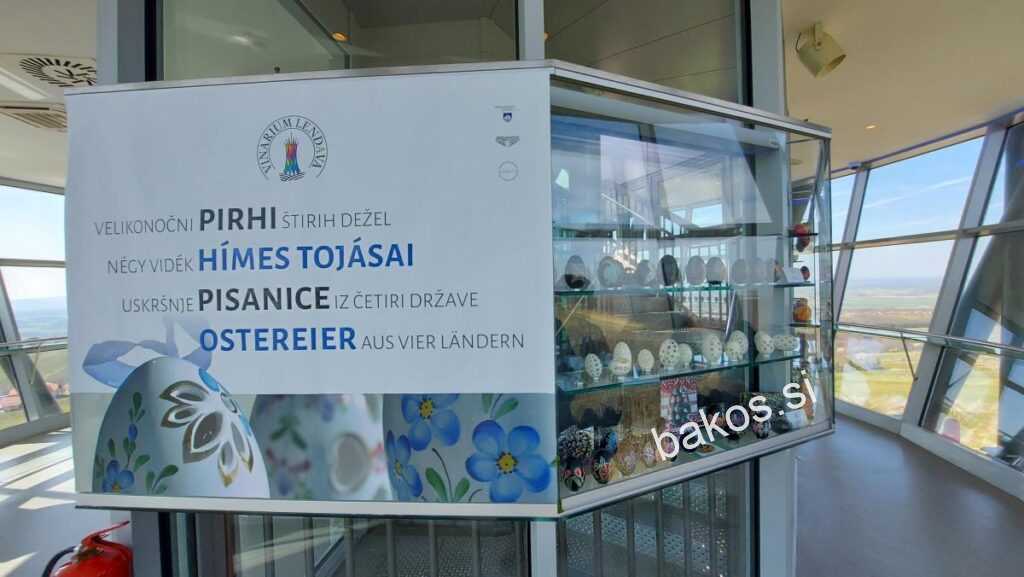 VINARIUM LENDAVA
VELIKONOČNI PIRHI ŠTIRIH DEŽEL
NÉGY VIDÉK HÍMES TOJÁSAI
USKRŠNJE PISANICE IZ ČETIRI DRŽAVE
OSTEREIER AUS VIER LÄNDERN
bakos.si